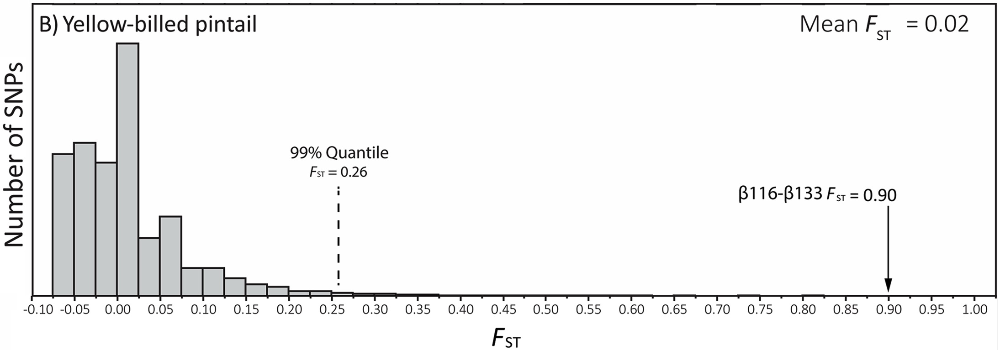 B) Yellow-billed pintail
Mean FST = 0.02
Number of SNPs
99% Quantile
FST = 0.26
β116-β133 FST = 0.90
-0.10 -0.05 0.00 0.05 0.10 0.15 0.20 0.25 0.30 0.35 0.40 0.45 0.50 0.55 0.60 0.65 0.70 0.75 0.80 0.85 0.90 0.95 1.00
FST